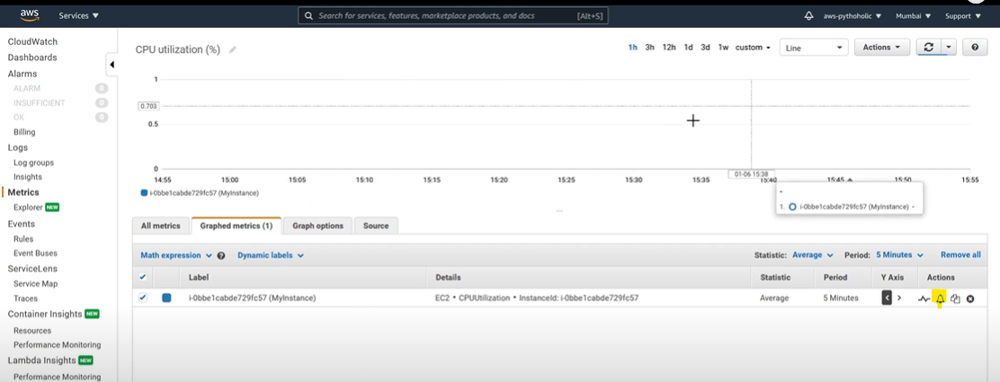 aws Services Search for services, features, marketplace products, and docs [Alt+S] aws-pythoholic Mumbai Support
CloudWatch
Dashboards
Alarms
ALARM 0
INSUFFICIENT 0
OK 0
Billing
Logs
Log groups
Insights
Metrics
Explorer NEW
Events
Rules
Event Buses
ServiceLens
Service Map
Traces
Container Insights NEW
Resources
Performance Monitoring
Lambda Insights NEW
Performance Monitoring
CPU utilization (%) 1h 3h 12h 1d 3d 1w custom Line Actions
1
0.703
0.5
0
01-06 15:38
14:55 15:00 15:05 15:10 15:15 15:20 15:25 15:30 15:35 15:40 15:45 15:50 15:55
i-0bbe1cabde729fc57 (MyInstance)
-
1. i-0bbe1cabde729fc57 (MyInstance) -
All metrics Graphed metrics (1) Graph options Source
Math expression Dynamic labels Statistic: Average Period: 5 Minutes Remove all
Label Details Statistic Period Y Axis Actions
i-0bbe1cabde729fc57 (MyInstance) EC2 • CPUUtilization • InstanceId: i-0bbe1cabde729fc57 Average 5 Minutes